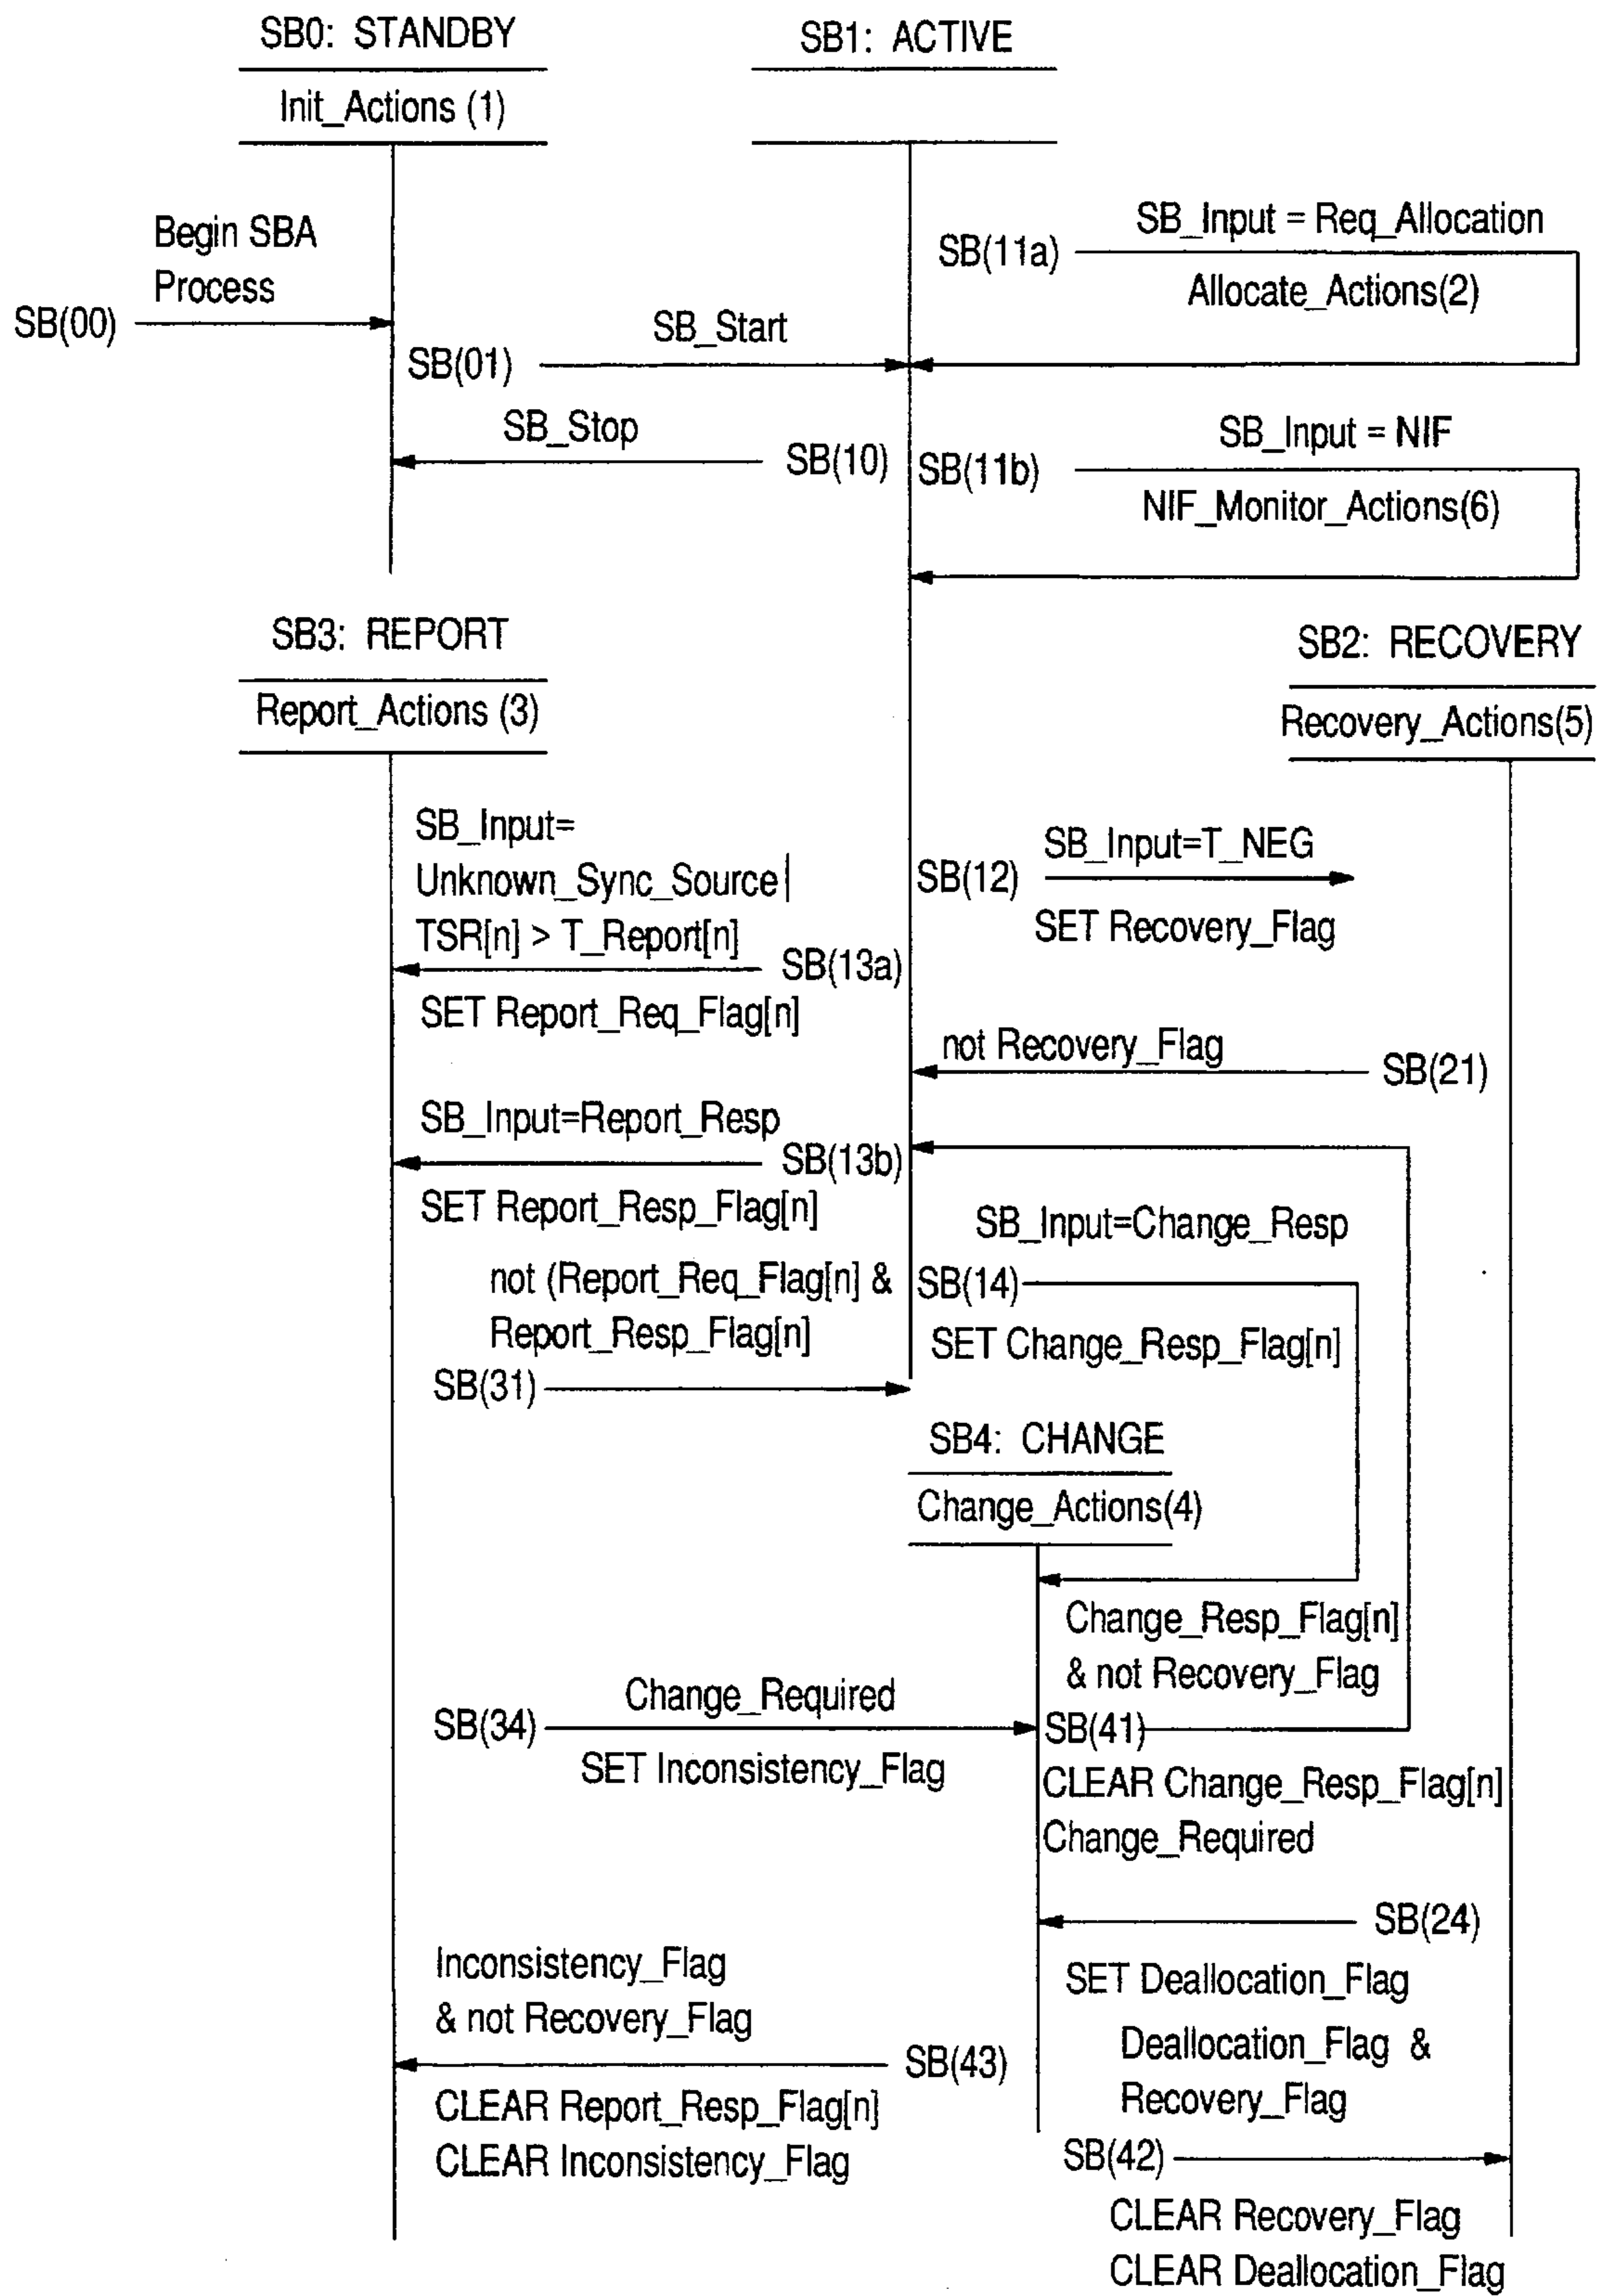 SB0: STANDBY
SB1: ACTIVE
Init_Actions (1)
Begin SBA
Process
SB(00)
SB_Input = Req_Allocation
SB(11a)
Allocate_Actions(2)
SB_Start
SB(01)
SB_Stop
SB(10)
SB_Input = NIF
SB(11b)
NIF_Monitor_Actions(6)
SB3: REPORT
Report_Actions (3)
SB2: RECOVERY
Recovery_Actions(5)
SB_Input=
Unknown_Sync_Source |
TSR[n] > T_Report[n]
SB(13a)
SET Report_Req_Flag[n]
SB_Input=T_NEG
SB(12)
SET Recovery_Flag
not Recovery_Flag
SB(21)
SB_Input=Report_Resp
SB(13b)
SET Report_Resp_Flag[n]
SB_Input=Change_Resp
SB(14)
SET Change_Resp_Flag[n]
not (Report_Req_Flag[n] &
Report_Resp_Flag[n]
SB(31)
SB4: CHANGE
Change_Actions(4)
Change_Resp_Flag[n]
& not Recovery_Flag
Change_Required
SB(34)
SET Inconsistency_Flag
SB(41)
CLEAR Change_Resp_Flag[n]
Change_Required
SB(24)
SET Deallocation_Flag
Inconsistency_Flag
& not Recovery_Flag
SB(43)
CLEAR Report_Resp_Flag[n]
CLEAR Inconsistency_Flag
Deallocation_Flag &
Recovery_Flag
SB(42)
CLEAR Recovery_Flag
CLEAR Deallocation_Flag